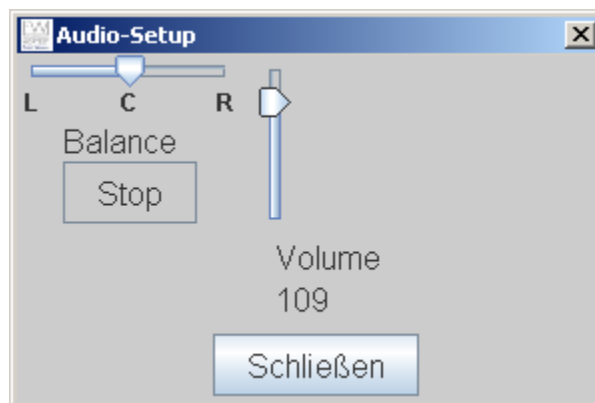 Audio-Setup
L C R
Balance
Stop
Volume
109
Schließen